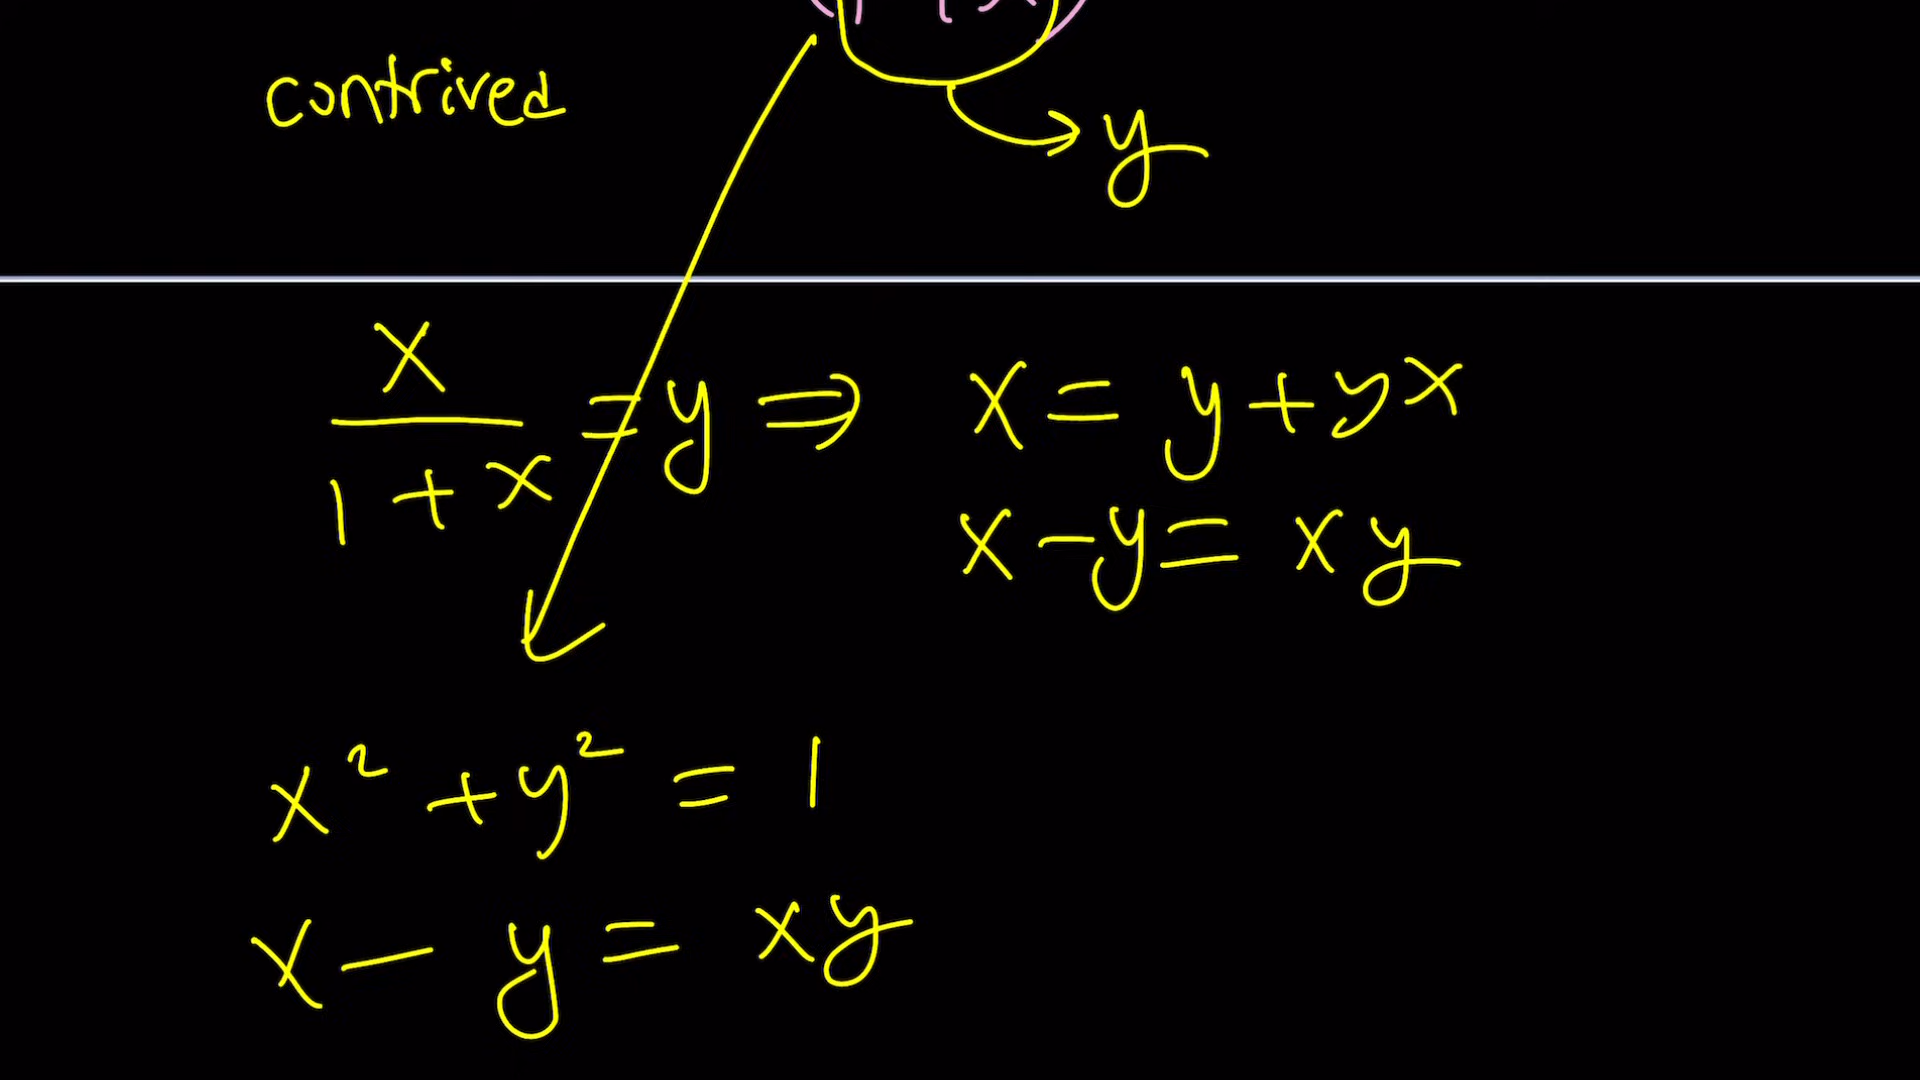 contrived
→ y
x/(1+x) = y ⇒ x = y + yx
x - y = xy
x² + y² = 1
x - y = xy